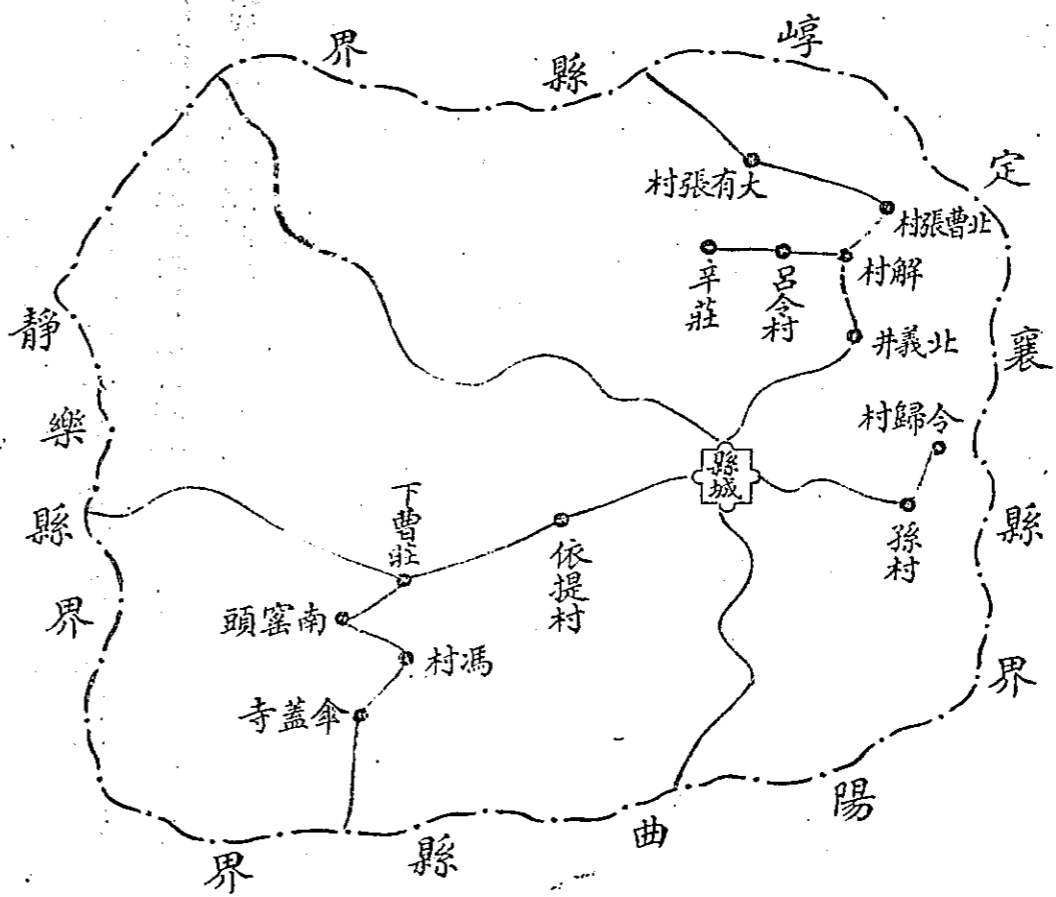 崞縣界
定襄縣界
陽曲縣界
靜樂縣界
大有張村
北曹張村
解村
呂令村
辛莊
北義井
令歸村
孫村
縣城
依提村
下曹莊
南窰頭
馮村
傘蓋寺